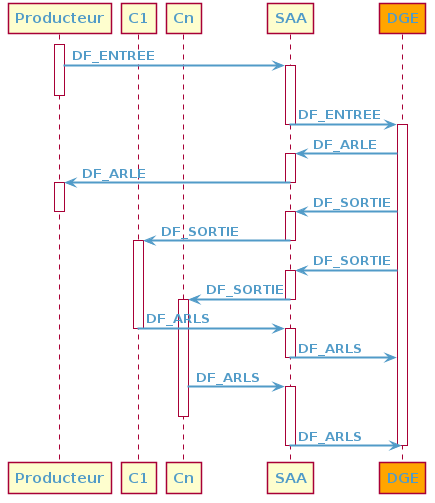 Producteur C1 Cn SAA DGE
DF_ENTREE
DF_ENTREE
DF_ARLE
DF_ARLE
DF_SORTIE
DF_SORTIE
DF_SORTIE
DF_SORTIE
DF_ARLS
DF_ARLS
DF_ARLS
DF_ARLS
Producteur C1 Cn SAA DGE